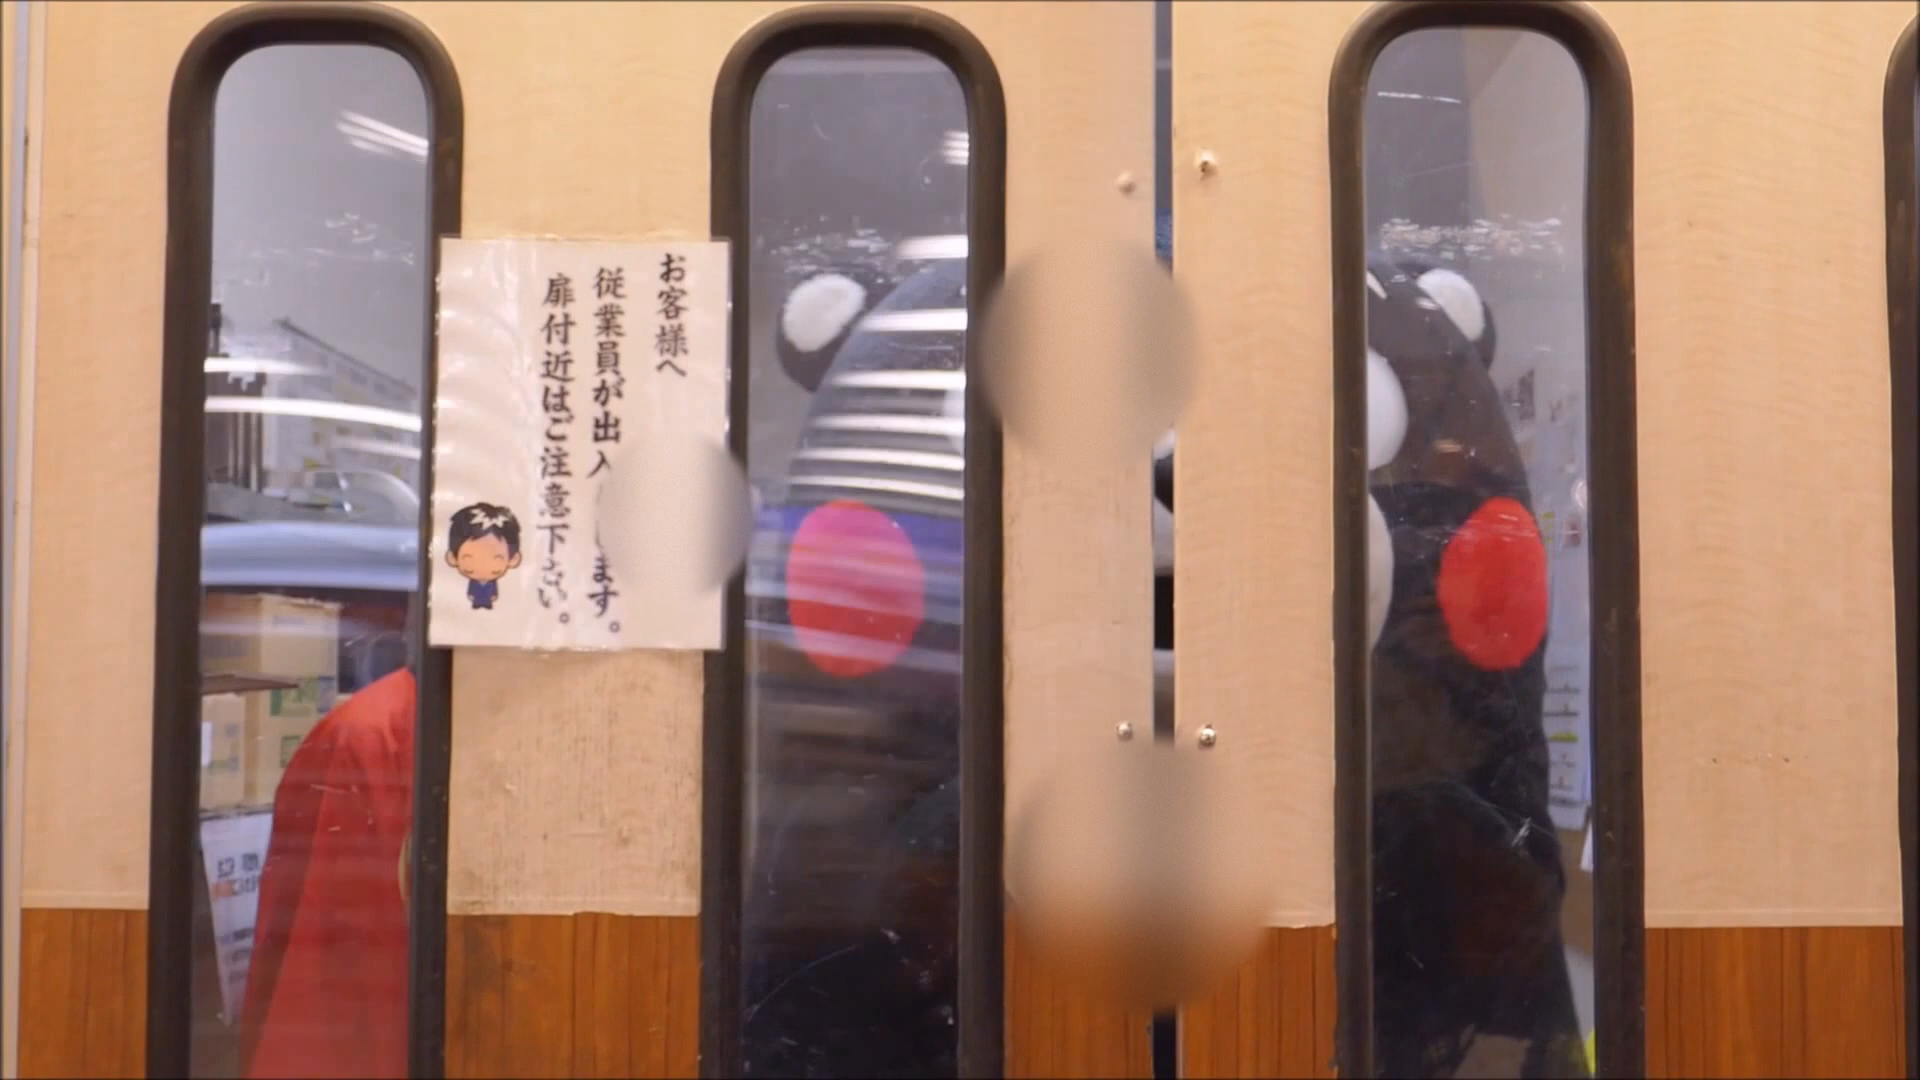 お客様へ
従業員が出入します。
扉付近はご注意下さい。